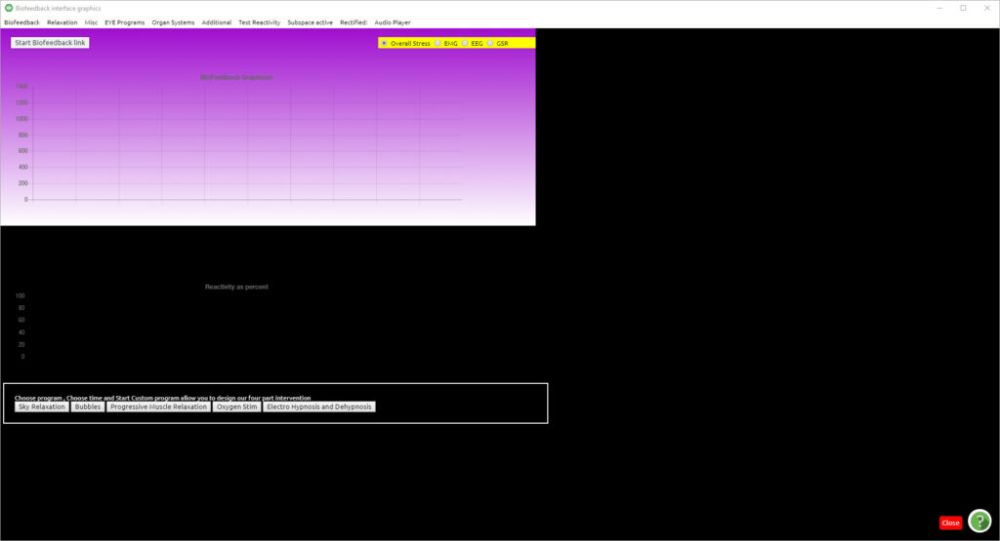 Biofeedback interface graphics
Biofeedback Relaxation Misc EYE Programs Organ Systems Additional Test Reactivity Subspace active Rectified: Audio Player
Start Biofeedback link
Overall Stress EMG EEG GSR
BioFeedback Graphican
1400
1200
1000
800
600
400
200
0
Reactivity as percent
100
80
60
40
20
0
Choose program , Choose time and Start Custom program allow you to design our four part intervention
Sky Relaxation Bubbles Progressive Muscle Relaxation Oxygen Stim Electro Hypnosis and Dehypnosis
Close ?